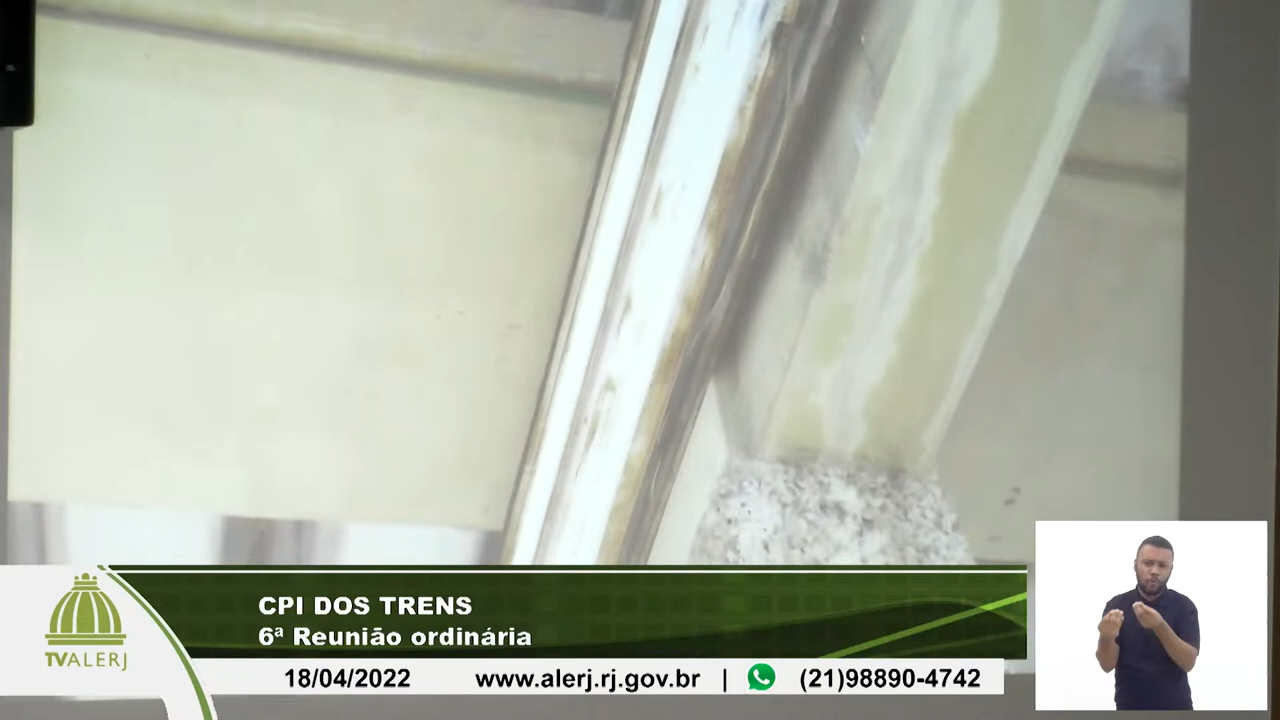 CPI DOS TRENS
6ª Reunião ordinária
TVALERJ
18/04/2022 www.alerj.rj.gov.br | (21)98890-4742